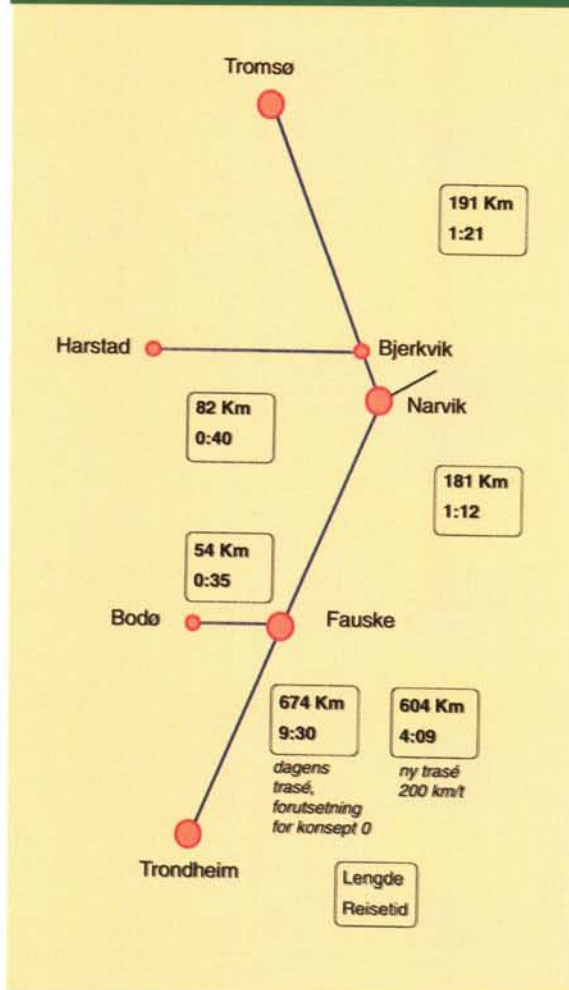 Tromsø
191 Km
1:21
Harstad
Bjerkvik
82 Km
0:40
Narvik
181 Km
1:12
54 Km
0:35
Bodø
Fauske
674 Km
9:30
dagens
trasé,
forutsetning
for konsept 0
604 Km
4:09
ny trasé
200 km/t
Trondheim
Lengde
Reisetid